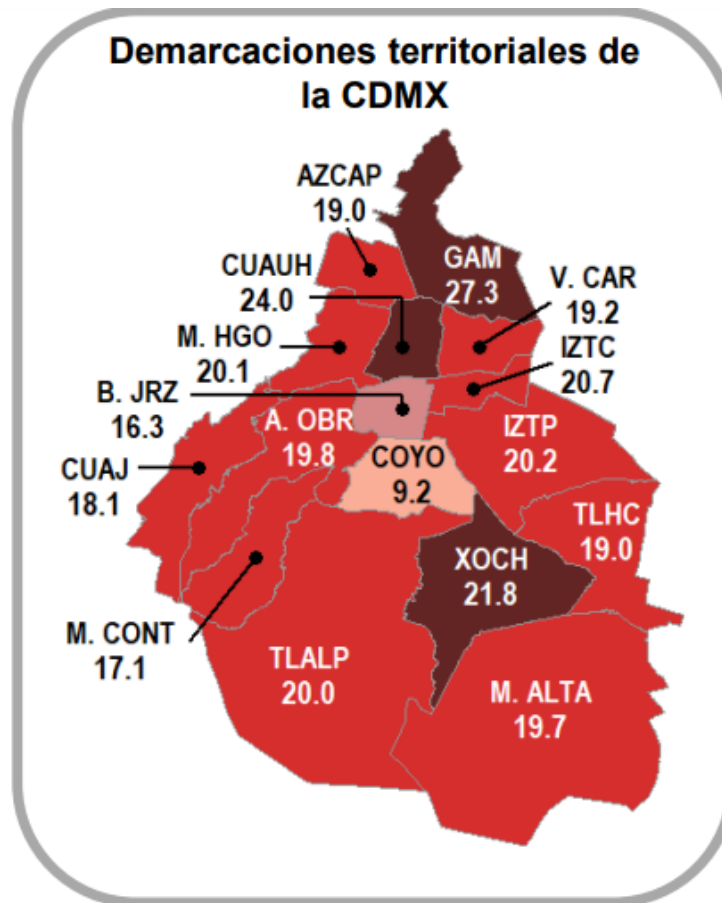 Demarcaciones territoriales de
la CDMX
AZCAP
19.0
GAM
27.3
CUAUH
24.0
V. CAR
19.2
M. HGO
20.1
IZTC
20.7
B. JRZ
16.3
A. OBR
19.8
IZTP
20.2
COYO
9.2
CUAJ
18.1
TLHC
19.0
XOCH
21.8
M. CONT
17.1
TLALP
20.0
M. ALTA
19.7